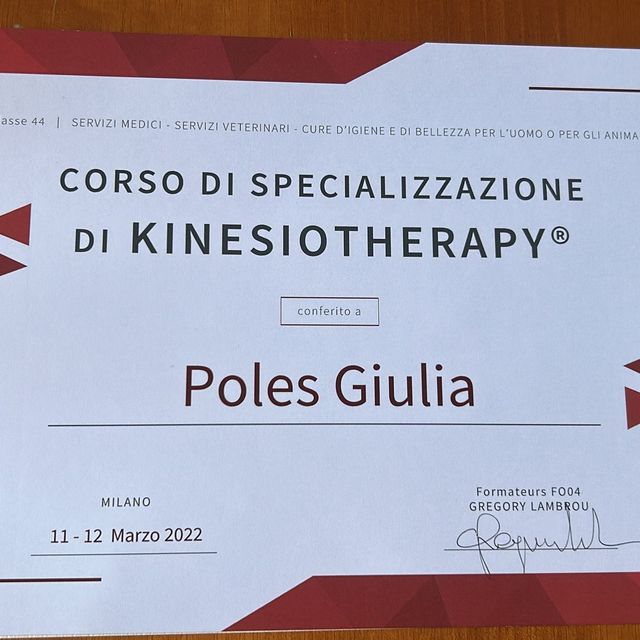 asse 44 | SERVIZI MEDICI - SERVIZI VETERINARI - CURE D'IGIENE E DI BELLEZZA PER L'UOMO O PER GLI ANIMA
CORSO DI SPECIALIZZAZIONE
DI KINESIOTHERAPY®
conferito a
Poles Giulia
MILANO
11 - 12 Marzo 2022
Formateurs FO04
GREGORY LAMBROU